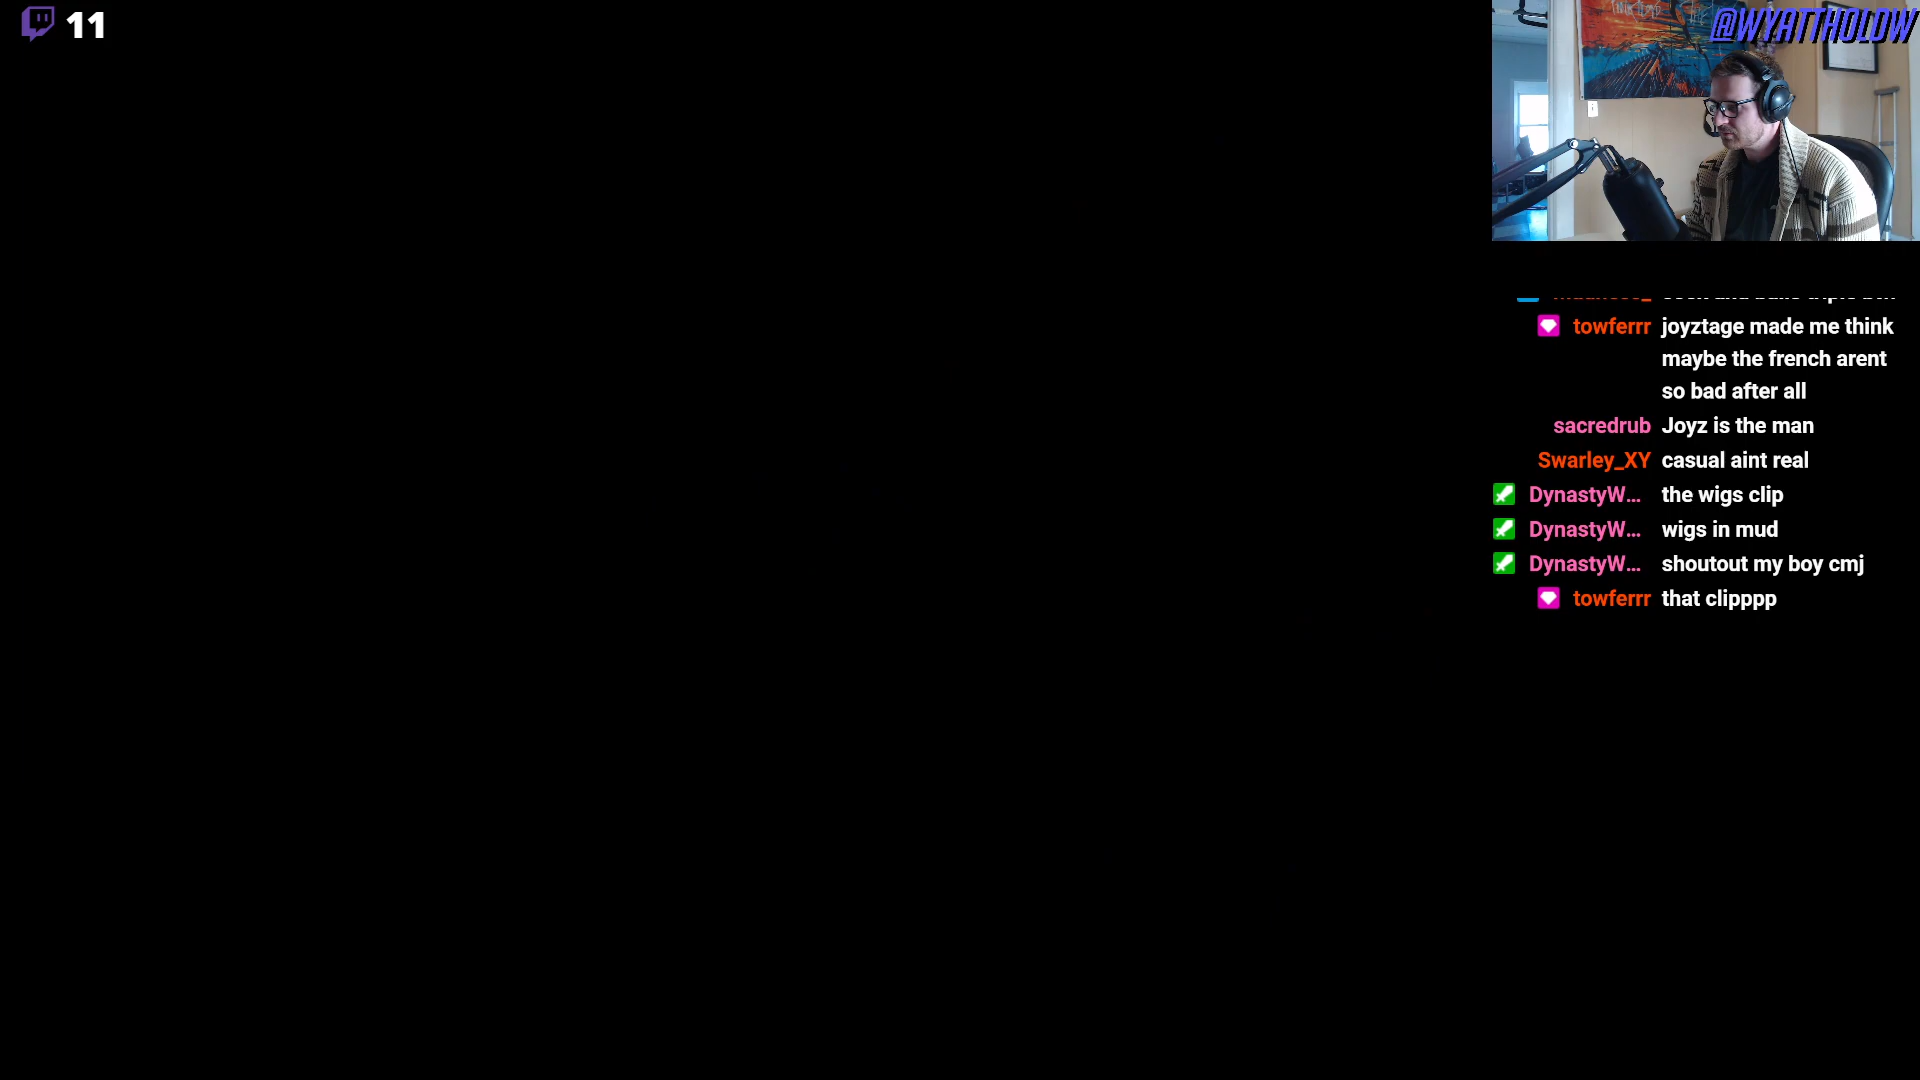 11
@WYATTHOLOW
towferrr joyztage made me think
maybe the french arent
so bad after all
sacredrub Joyz is the man
Swarley_XY casual aint real
DynastyW... the wigs clip
DynastyW... wigs in mud
DynastyW... shoutout my boy cmj
towferrr that clipppp